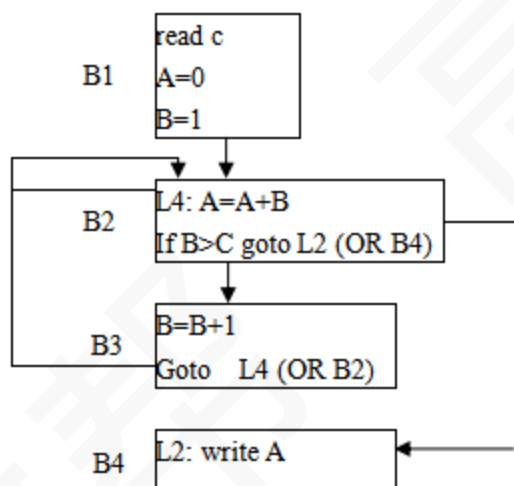 read c
B1
A=0
B=1
L4: A=A+B
B2
If B>C goto L2 (OR B4)
B=B+1
B3
Goto L4 (OR B2)
L2: write A
B4